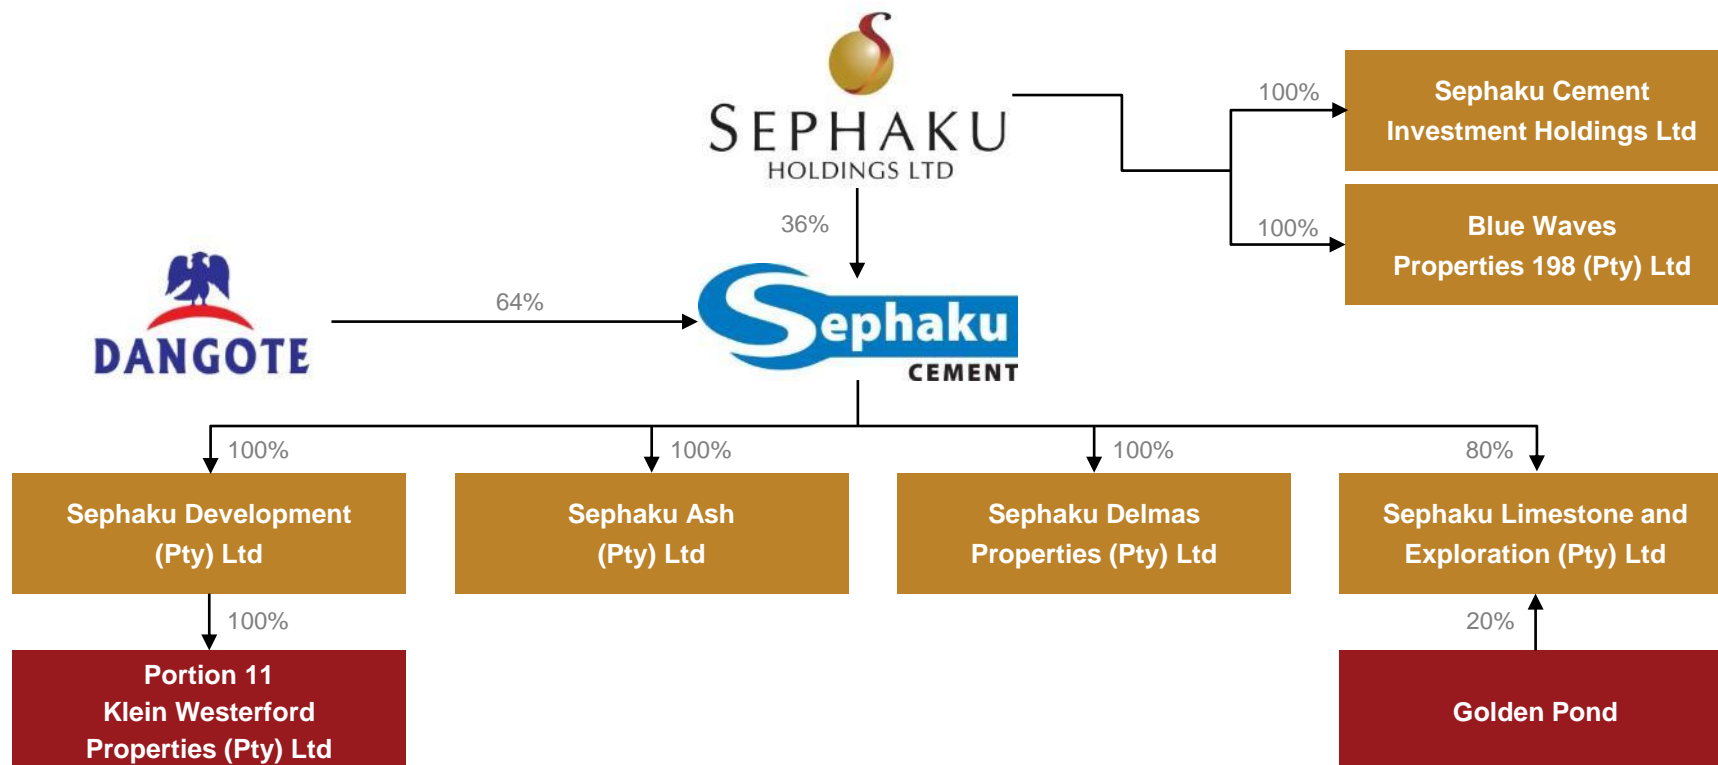 SEPHAKU
HOLDINGS LTD
100%
Sephaku Cement
Investment Holdings Ltd
36%
100%
Blue Waves
Properties 198 (Pty) Ltd
DANGOTE
64%
Sephaku
CEMENT
100%
100%
100%
80%
Sephaku Development
(Pty) Ltd
Sephaku Ash
(Pty) Ltd
Sephaku Delmas
Properties (Pty) Ltd
Sephaku Limestone and
Exploration (Pty) Ltd
100%
20%
Portion 11
Klein Westerford
Properties (Pty) Ltd
Golden Pond